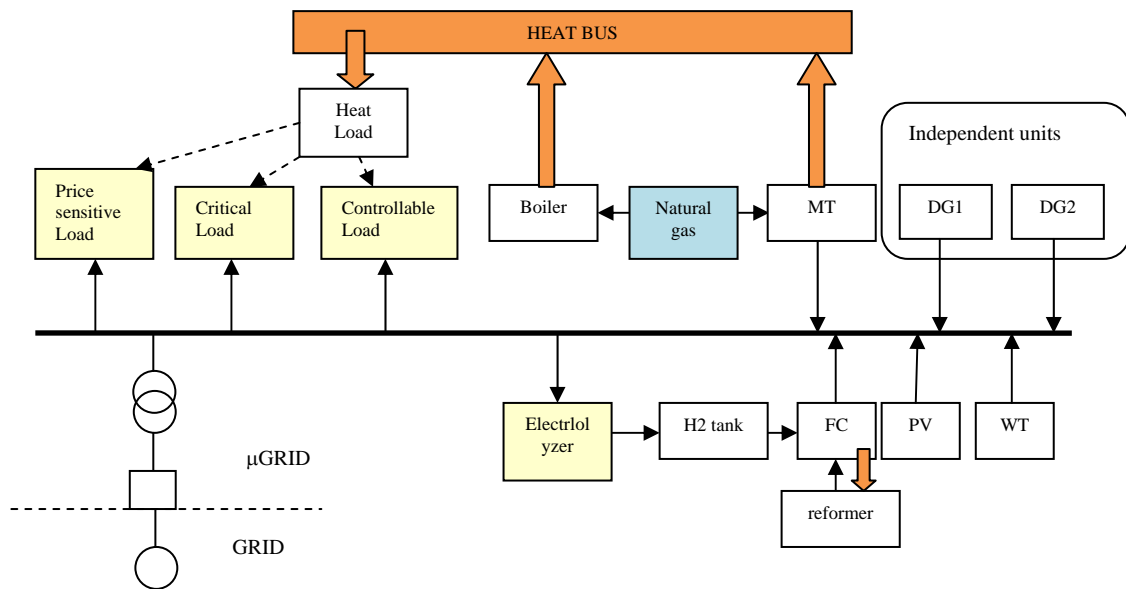 HEAT BUS
Heat
Load
Independent units
Price
sensitive
Load
Critical
Load
Controllable
Load
Boiler
Natural
gas
MT
DG1
DG2
Electrlol
yzer
H2 tank
FC
PV
WT
μGRID
reformer
GRID